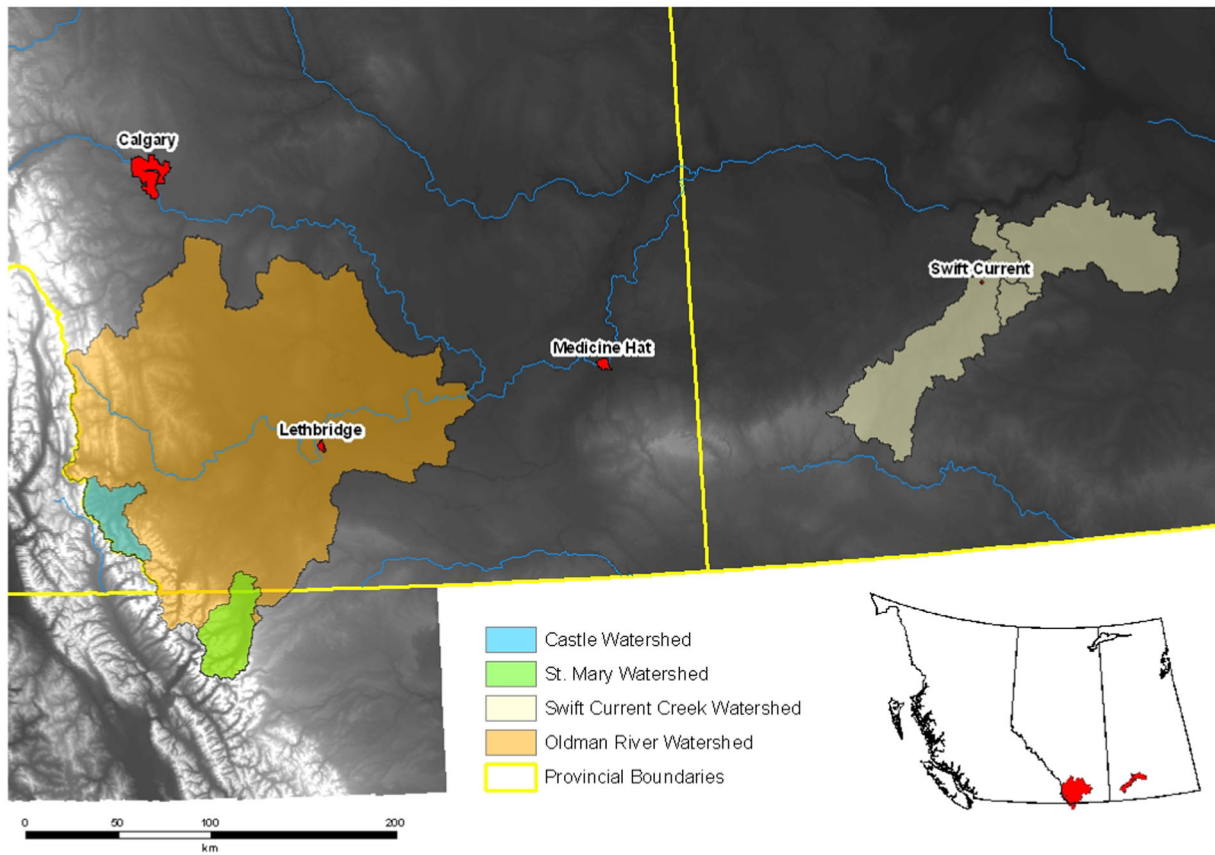 Calgary
Swift Current
Medicine Hat
Lethbridge
Castle Watershed
St. Mary Watershed
Swift Current Creek Watershed
Oldman River Watershed
Provincial Boundaries
0 50 100 200
km